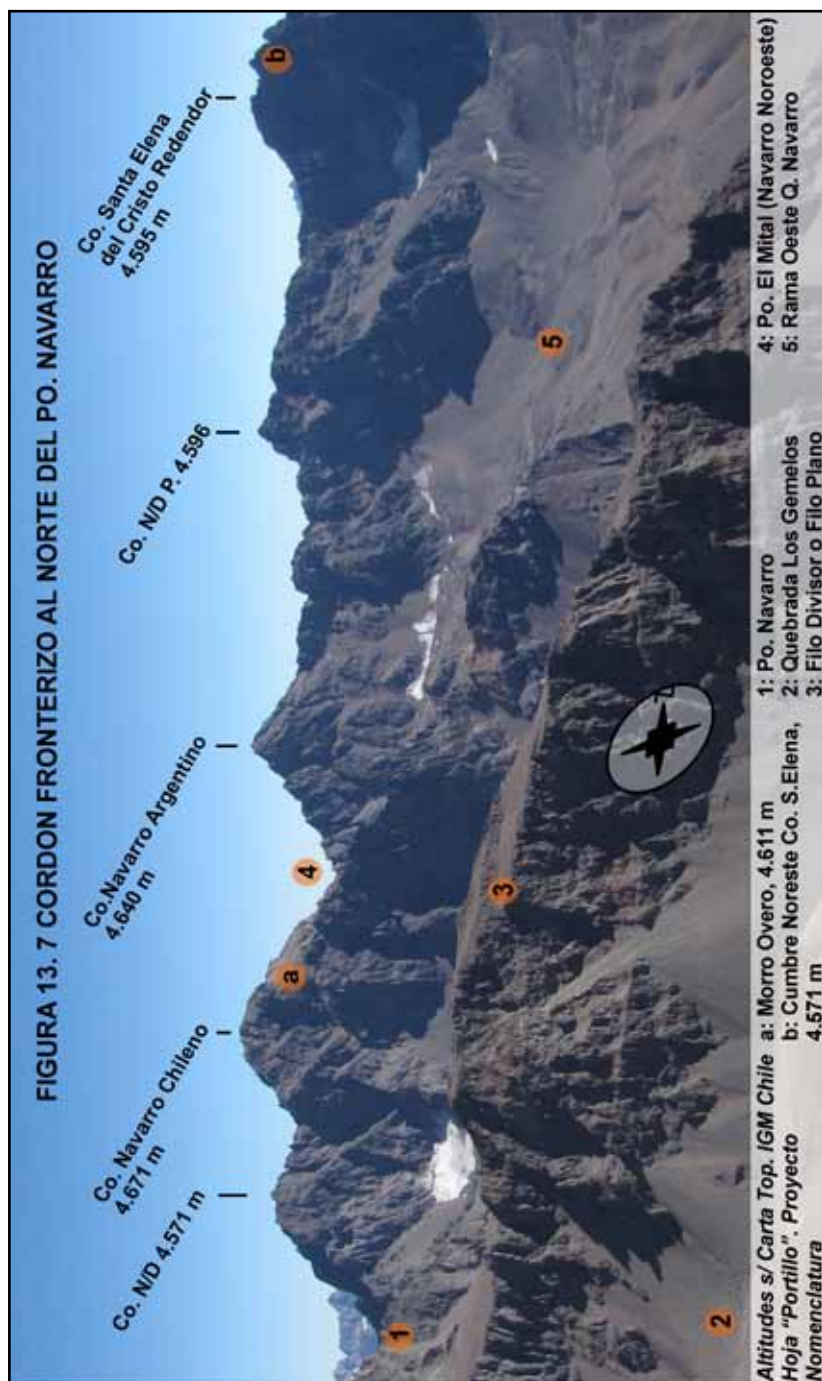 FIGURA 13. 7 CORDON FRONTERIZO AL NORTE DEL PO. NAVARRO
Co. N/D 4.571 m
Co. Navarro Chileno
4.671 m
Co.Navarro Argentino
4.640 m
Co. N/D P. 4.596
Co. Santa Elena
del Cristo Redendor
4.595 m
a
b
1
2
3
4
5
N
Altitudes s/ Carta Top. IGM Chile
Hoja "Portillo". Proyecto
Nomenclatura
a: Morro Overo, 4.611 m
b: Cumbre Noreste Co. S.Elena,
4.571 m
1: Po. Navarro
2: Quebrada Los Gemelos
3: Filo Divisor o Filo Plano
4: Po. El Mital (Navarro Noroeste)
5: Rama Oeste Q. Navarro